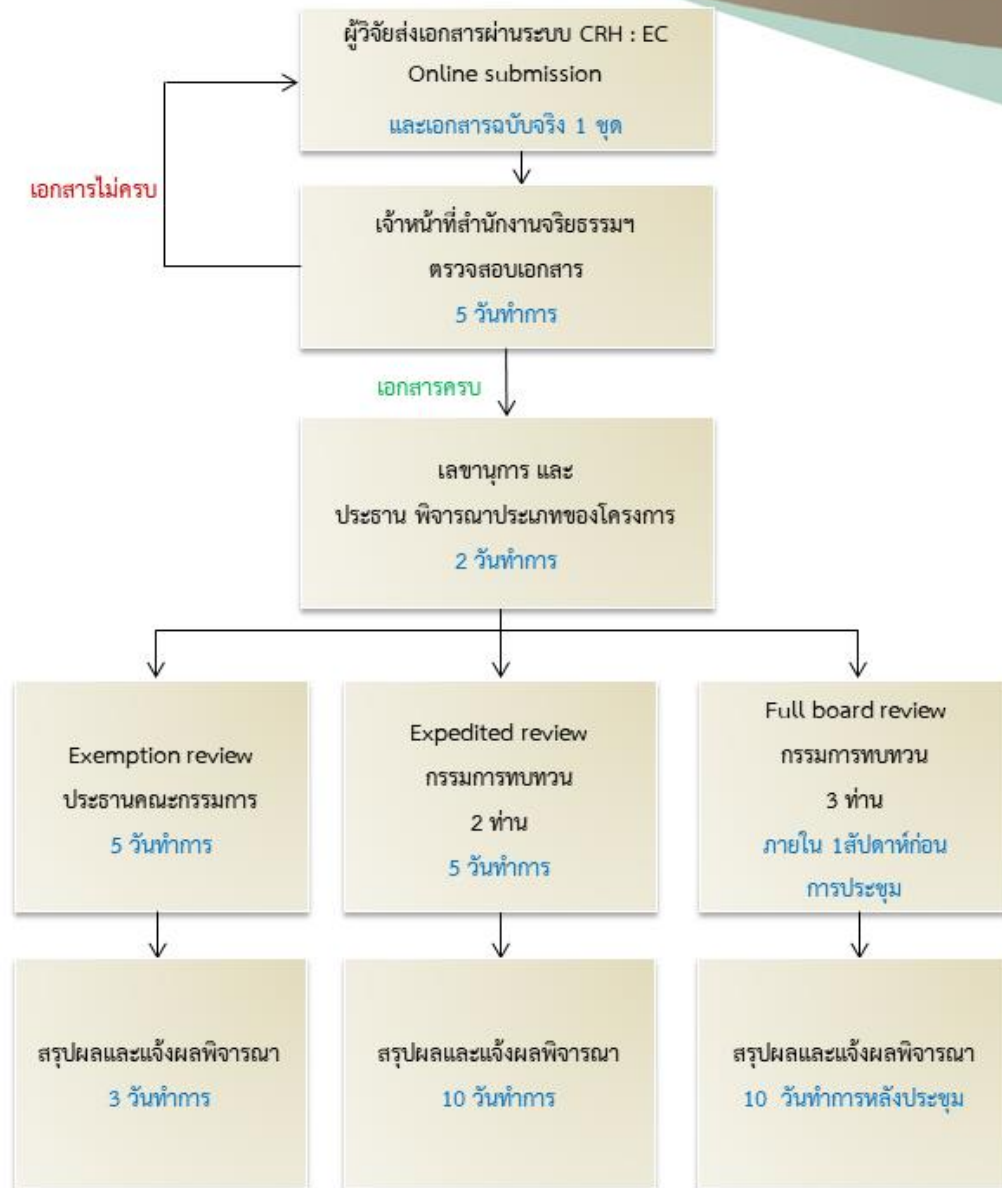 ผู้วิจัยส่งเอกสารผ่านระบบ CRH : EC
Online submission
และเอกสารฉบับจริง 1 ชุด
เอกสารไม่ครบ
เจ้าหน้าที่สำนักงานจริยธรรมฯ
ตรวจสอบเอกสาร
5 วันทำการ
เอกสารครบ
เลขานุการ และ
ประธาน พิจารณาประเภทของโครงการ
2 วันทำการ
Exemption review
ประธานคณะกรรมการ
5 วันทำการ
Expedited review
กรรมการทบทวน
2 ท่าน
5 วันทำการ
Full board review
กรรมการทบทวน
3 ท่าน
ภายใน 1สัปดาห์ก่อน
การประชุม
สรุปผลและแจ้งผลพิจารณา
3 วันทำการ
สรุปผลและแจ้งผลพิจารณา
10 วันทำการ
สรุปผลและแจ้งผลพิจารณา
10 วันทำการหลังประชุม